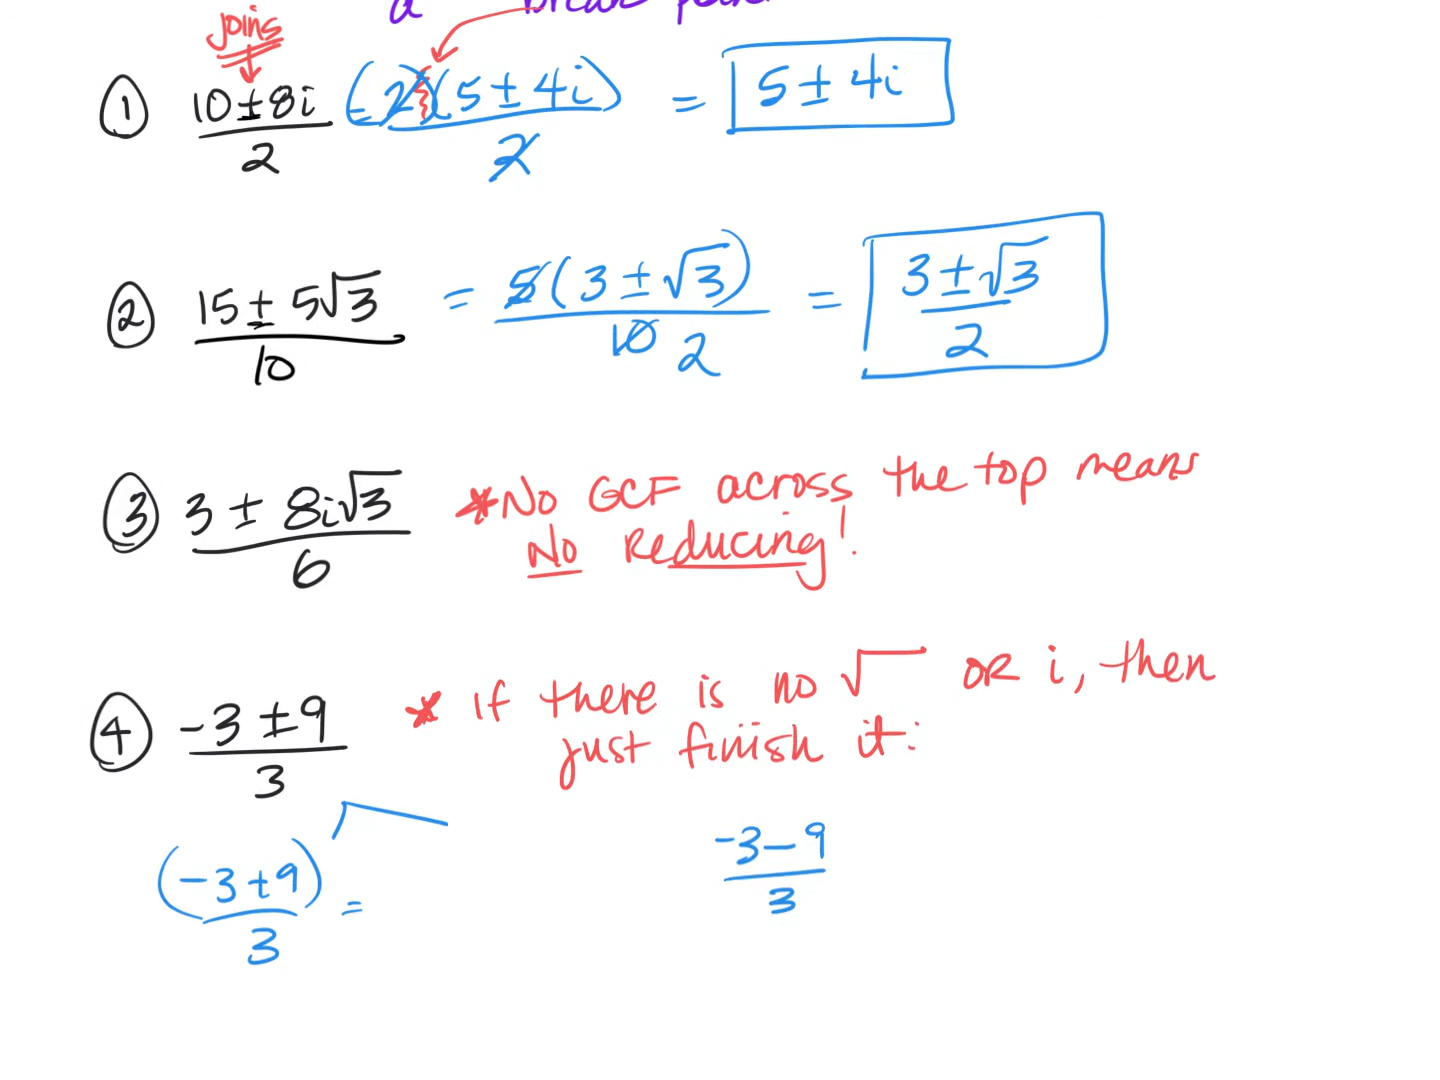 a
joins
① (10±8i)/2 = (2)(5±4i)/2 = 5±4i
② (15±5√3)/10 = 5(3±√3)/10 2 = (3±√3)/2
③ (3±8i√3)/6 *No GCF across the top means
No Reducing!
④ (-3±9)/3 * If there is no √ OR i, then
just finish it:
(-3+9)/3 = (-3-9)/3